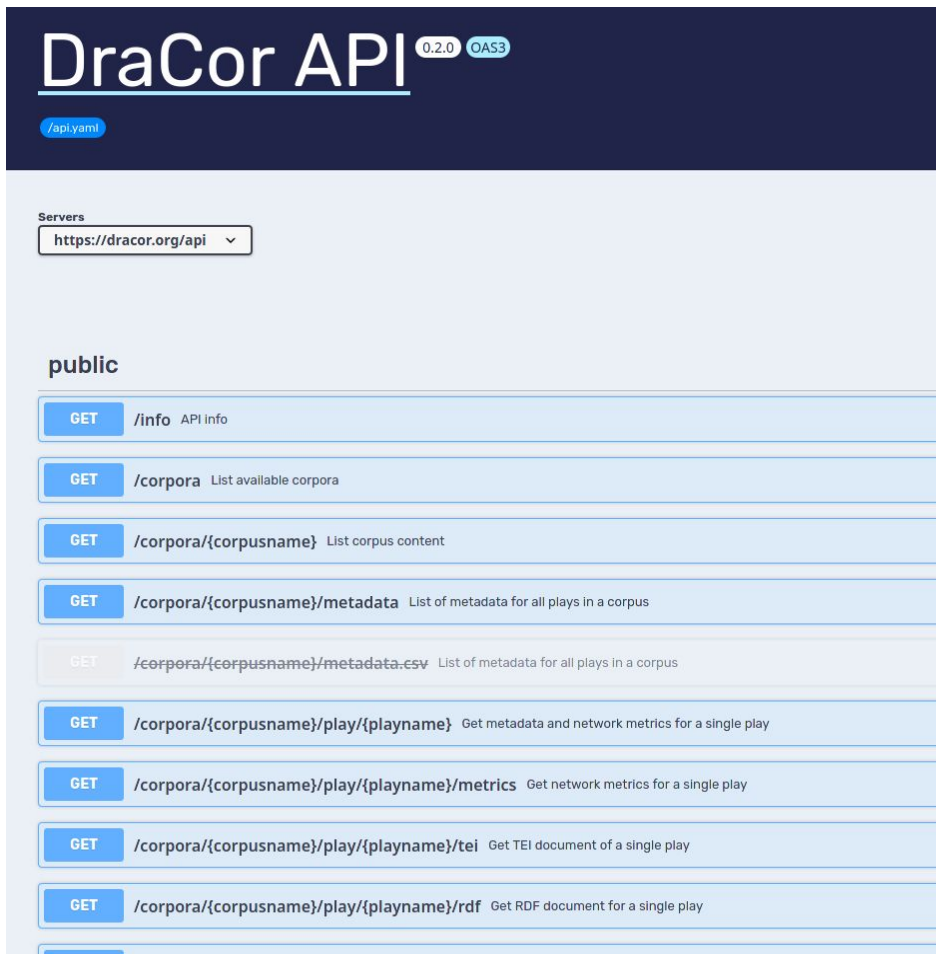 DraCor API 0.2.0 OAS3
/api.yaml
Servers
https://dracor.org/api
public
GET /info API info
GET /corpora List available corpora
GET /corpora/{corpusname} List corpus content
GET /corpora/{corpusname}/metadata List of metadata for all plays in a corpus
GET /corpora/{corpusname}/metadata.csv List of metadata for all plays in a corpus
GET /corpora/{corpusname}/play/{playname} Get metadata and network metrics for a single play
GET /corpora/{corpusname}/play/{playname}/metrics Get network metrics for a single play
GET /corpora/{corpusname}/play/{playname}/tei Get TEI document of a single play
GET /corpora/{corpusname}/play/{playname}/rdf Get RDF document for a single play